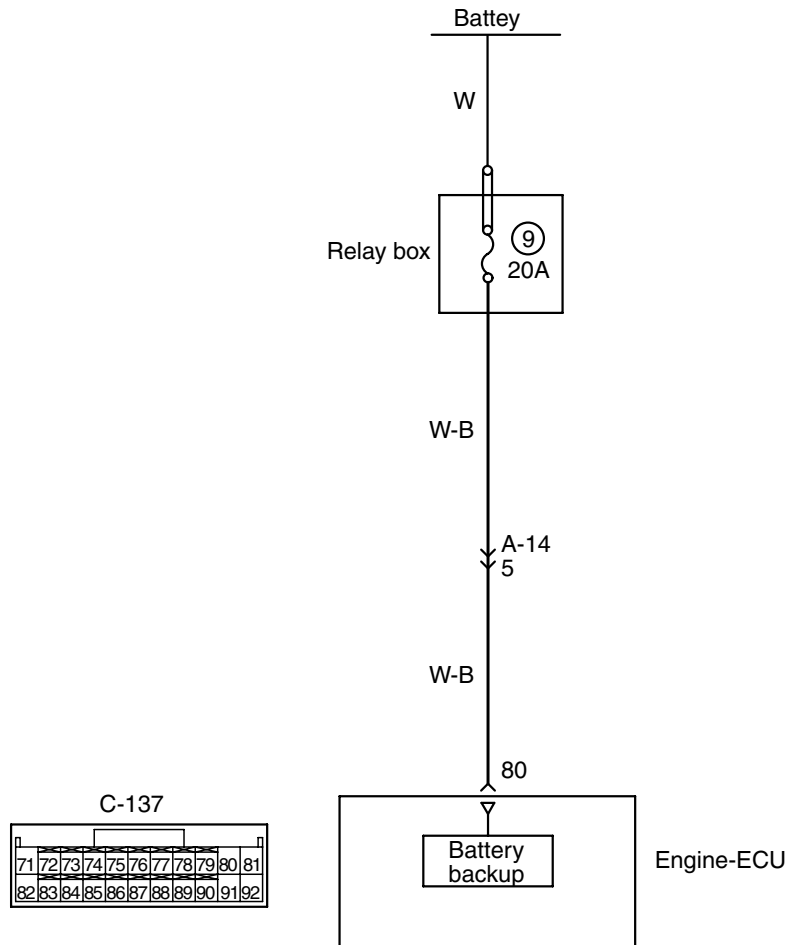 Battey
W
Relay box
9
20A
W-B
A-14
5
W-B
80
C-137
71 72 73 74 75 76 77 78 79 80 81
82 83 84 85 86 87 88 89 90 91 92
Battery
backup
Engine-ECU